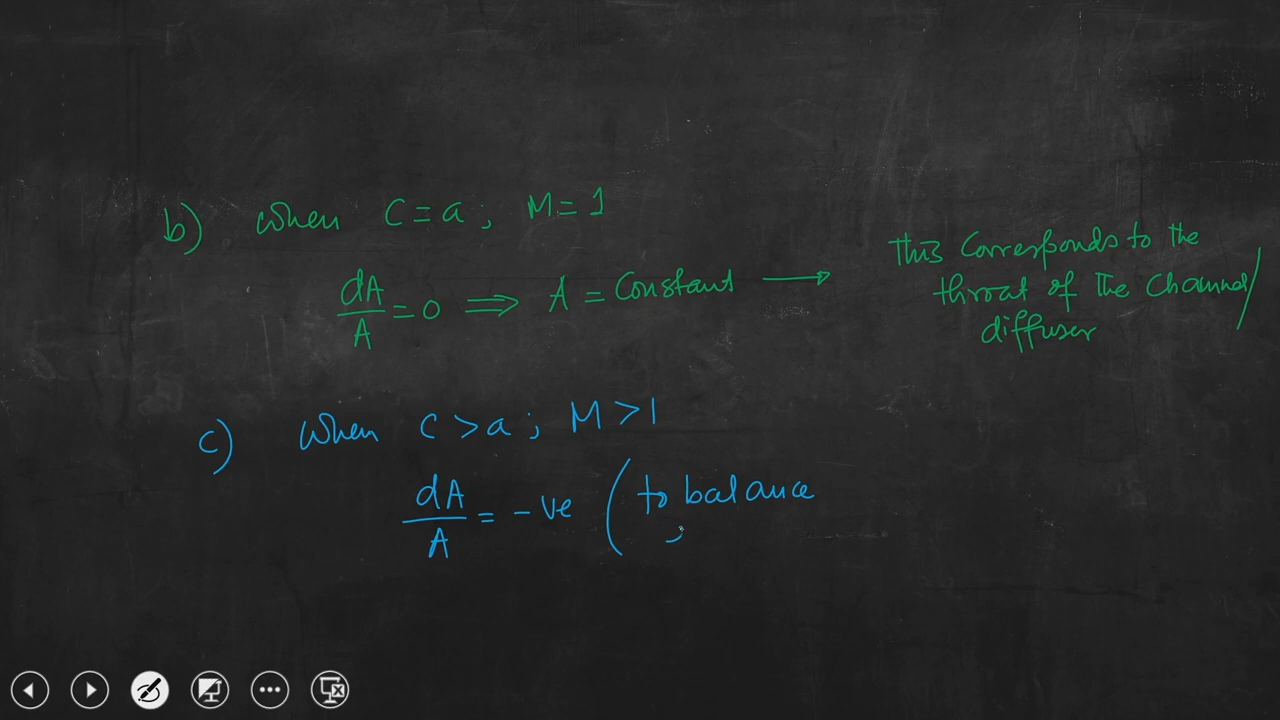 b) When C = a ; M = 1
dA/A = 0 ⟹ A = Constant ⟶
This Corresponds to the
throat of the Channel/
diffuser
c) When C > a ; M > 1
dA/A = -ve ( to balance